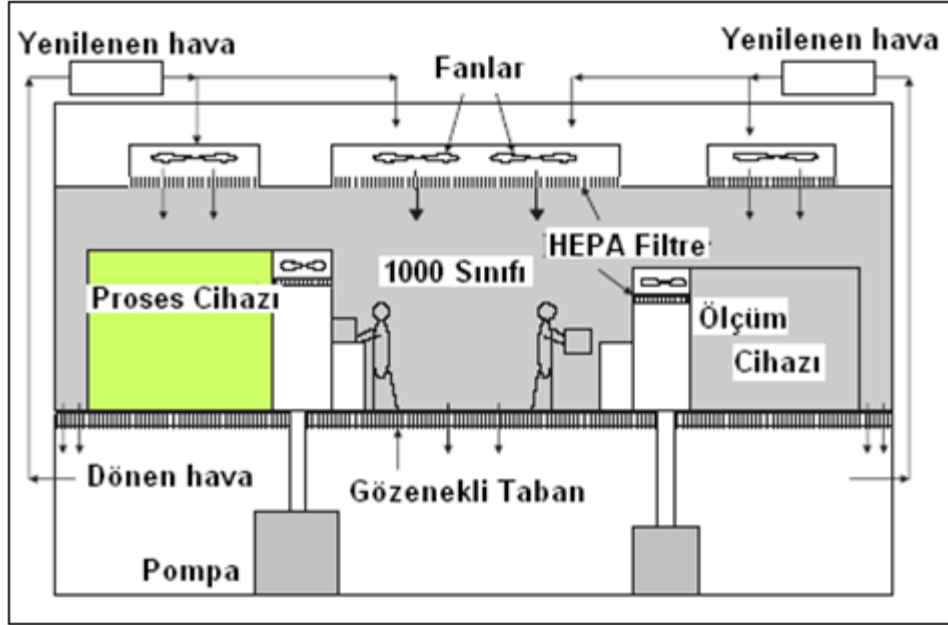 Yenilenen hava
Yenilenen hava
Fanlar
HEPA Filtre
1000 Sınıfı
Proses Cihazı
Ölçüm
Cihazı
Dönen hava
Gözenekli Taban
Pompa